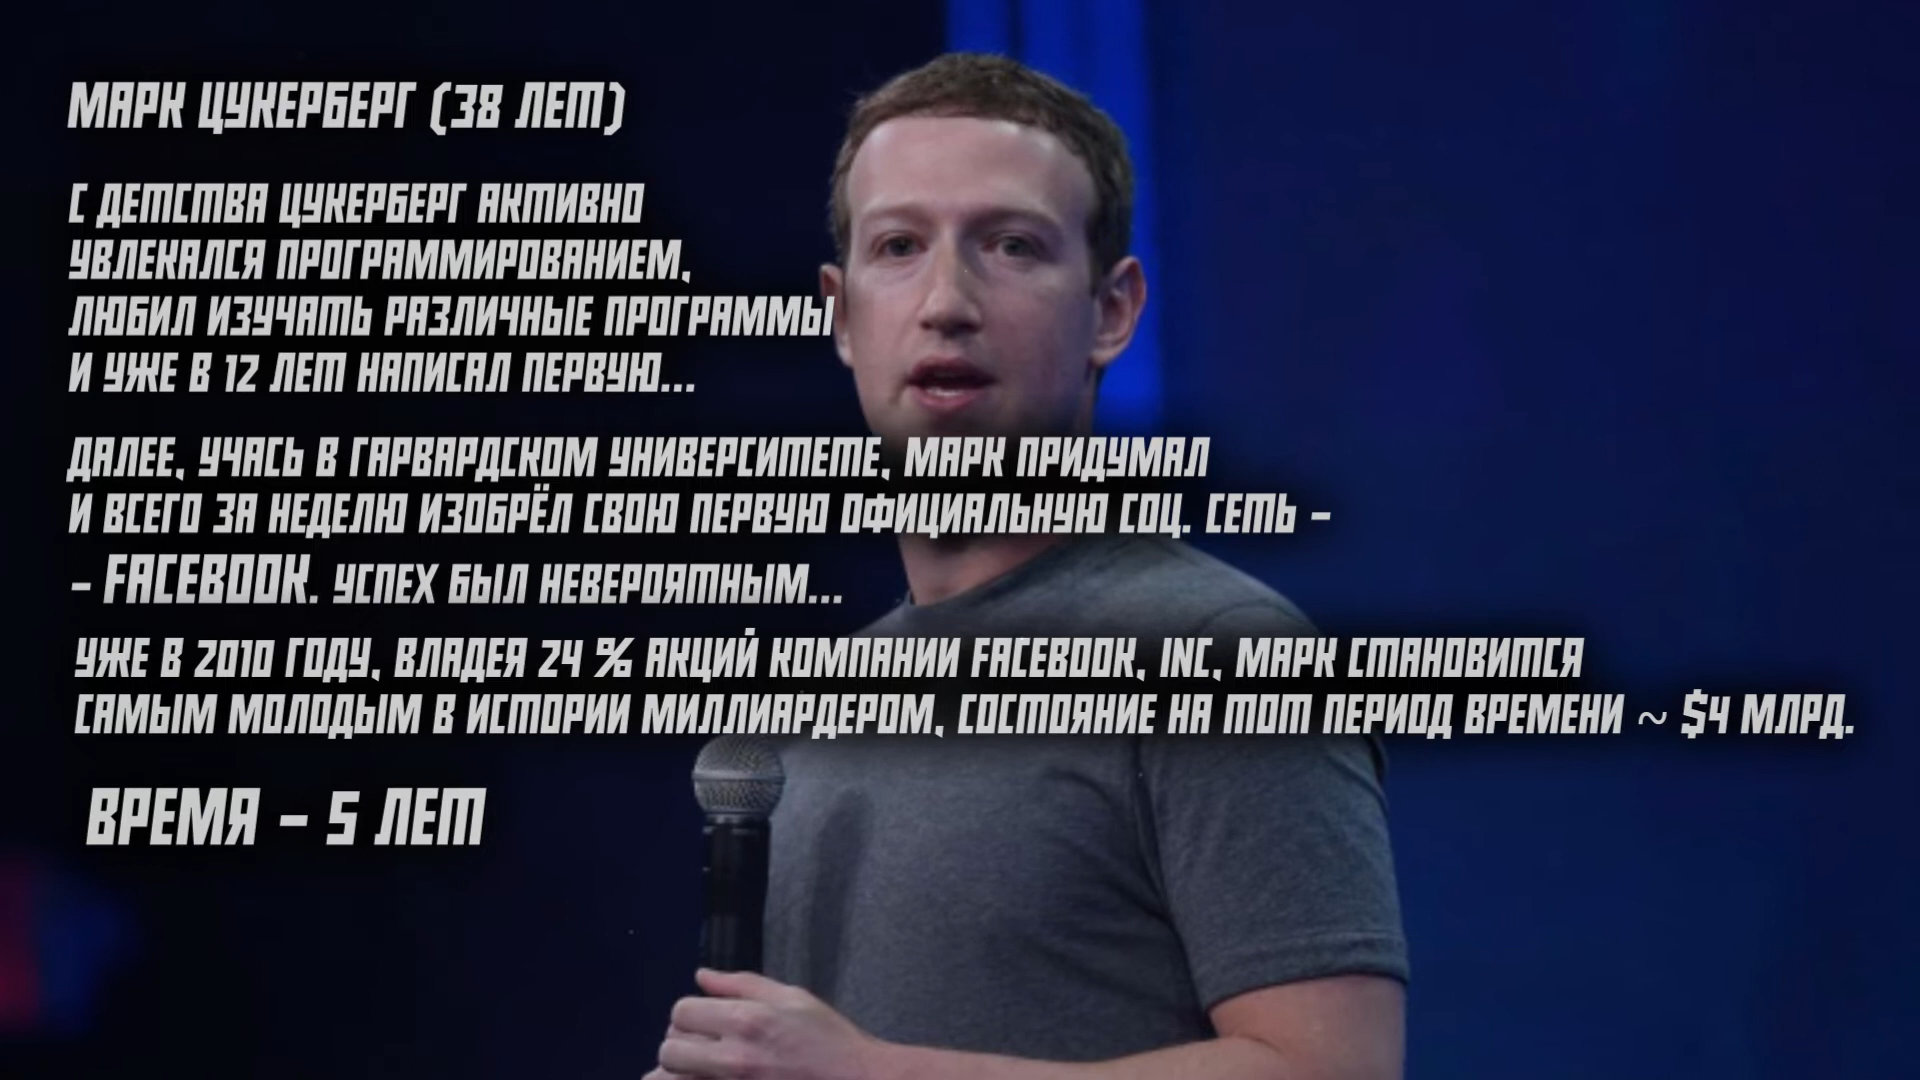 МАРК ЦУКЕРБЕРГ (38 ЛЕТ)
С ДЕТСТВА ЦУКЕРБЕРГ АКТИВНО
УВЛЕКАЛСЯ ПРОГРАММИРОВАНИЕМ,
ЛЮБИЛ ИЗУЧАТЬ РАЗЛИЧНЫЕ ПРОГРАММЫ
И УЖЕ В 12 ЛЕТ НАПИСАЛ ПЕРВУЮ...
ДАЛЕЕ, УЧАСЬ В ГАРВАРДСКОМ УНИВЕРСИТЕТЕ, МАРК ПРИДУМАЛ
И ВСЕГО ЗА НЕДЕЛЮ ИЗОБРЁЛ СВОЮ ПЕРВУЮ ОФИЦИАЛЬНУЮ СОЦ. СЕТЬ -
- FACEBOOK. УСПЕХ БЫЛ НЕВЕРОЯТНЫМ...
УЖЕ В 2010 ГОДУ, ВЛАДЕЯ 24 % АКЦИЙ КОМПАНИИ FACEBOOK, INC, МАРК СТАНОВИТСЯ
САМЫМ МОЛОДЫМ В ИСТОРИИ МИЛЛИАРДЕРОМ, СОСТОЯНИЕ НА ТОТ ПЕРИОД ВРЕМЕНИ ~ $4 МЛРД.
ВРЕМЯ - 5 ЛЕТ